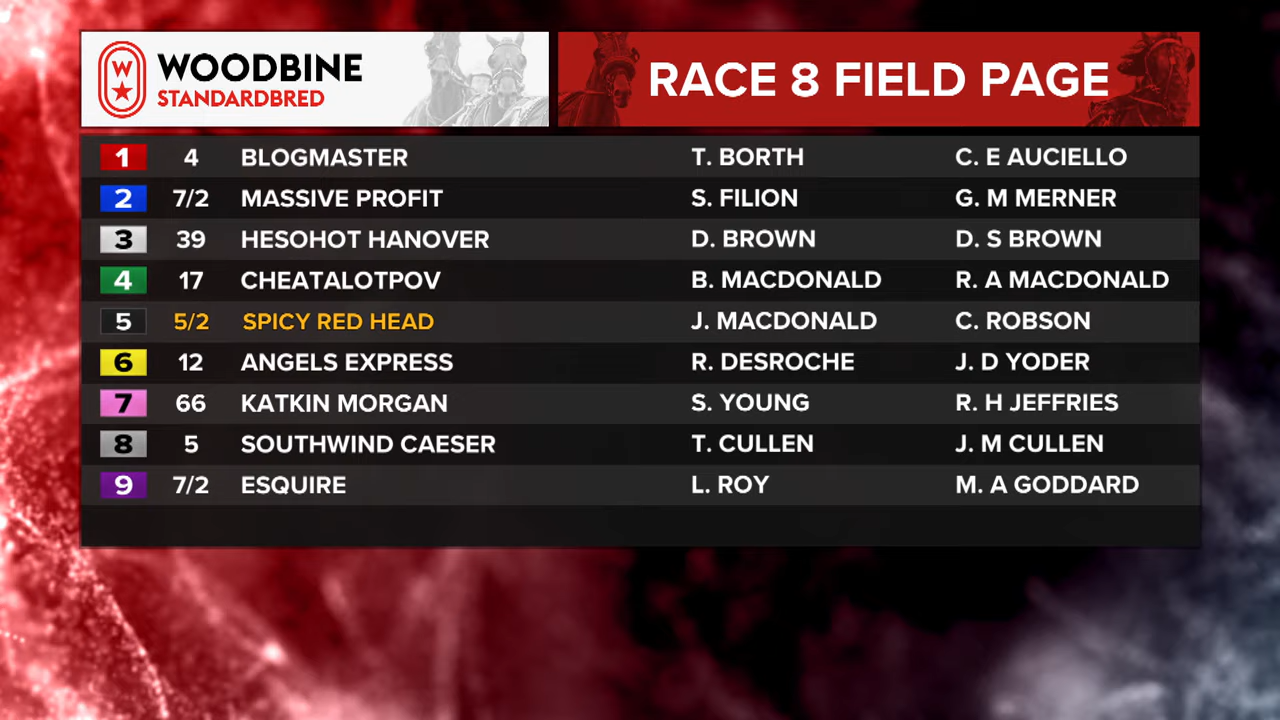 W WOODBINE
STANDARDBRED
RACE 8 FIELD PAGE
1 4 BLOGMASTER T. BORTH C. E AUCIELLO
2 7/2 MASSIVE PROFIT S. FILION G. M MERNER
3 39 HESOHOT HANOVER D. BROWN D. S BROWN
4 17 CHEATALOTPOV B. MACDONALD R. A MACDONALD
5 5/2 SPICY RED HEAD J. MACDONALD C. ROBSON
6 12 ANGELS EXPRESS R. DESROCHE J. D YODER
7 66 KATKIN MORGAN S. YOUNG R. H JEFFRIES
8 5 SOUTHWIND CAESER T. CULLEN J. M CULLEN
9 7/2 ESQUIRE L. ROY M. A GODDARD